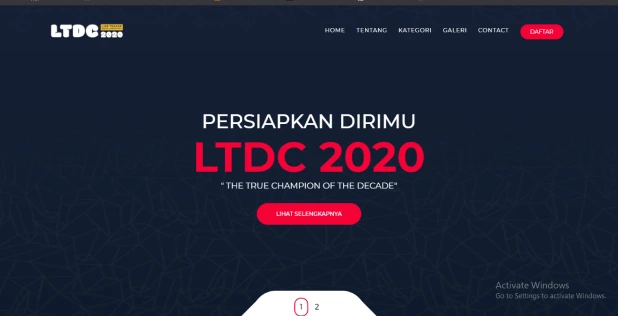 LTDC
2020
HOME TENTANG KATEGORI GALERI CONTACT DAFTAR
PERSIAPKAN DIRIMU
LTDC 2020
" THE TRUE CHAMPION OF THE DECADE"
LIHAT SELENGKAPNYA
Activate Windows
Go to Settings to activate Windows.
1 2